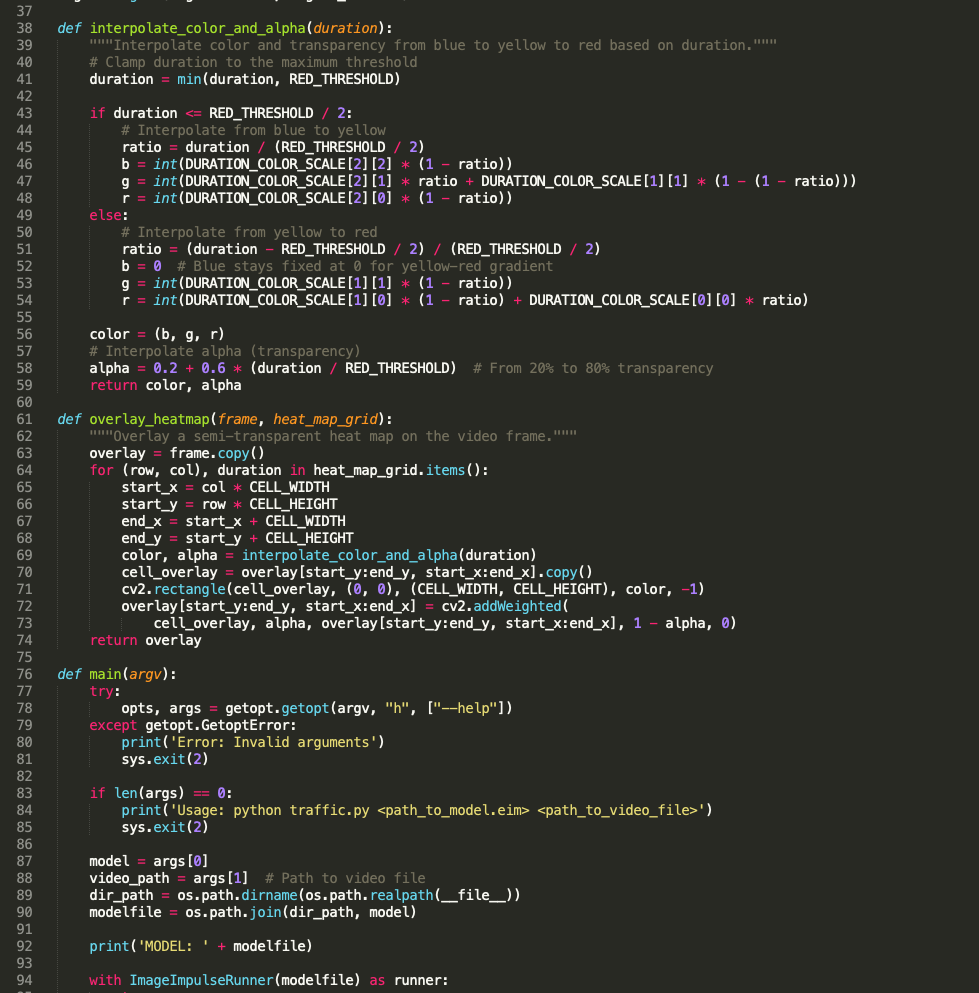 37
38 def interpolate_color_and_alpha(duration):
39     """Interpolate color and transparency from blue to yellow to red based on duration."""
40     # Clamp duration to the maximum threshold
41     duration = min(duration, RED_THRESHOLD)
42
43     if duration <= RED_THRESHOLD / 2:
44         # Interpolate from blue to yellow
45         ratio = duration / (RED_THRESHOLD / 2)
46         b = int(DURATION_COLOR_SCALE[2][2] * (1 - ratio))
47         g = int(DURATION_COLOR_SCALE[2][1] * ratio + DURATION_COLOR_SCALE[1][1] * (1 - (1 - ratio)))
48         r = int(DURATION_COLOR_SCALE[2][0] * (1 - ratio))
49     else:
50         # Interpolate from yellow to red
51         ratio = (duration - RED_THRESHOLD / 2) / (RED_THRESHOLD / 2)
52         b = 0  # Blue stays fixed at 0 for yellow-red gradient
53         g = int(DURATION_COLOR_SCALE[1][1] * (1 - ratio))
54         r = int(DURATION_COLOR_SCALE[1][0] * (1 - ratio) + DURATION_COLOR_SCALE[0][0] * ratio)
55
56     color = (b, g, r)
57     # Interpolate alpha (transparency)
58     alpha = 0.2 + 0.6 * (duration / RED_THRESHOLD)  # From 20% to 80% transparency
59     return color, alpha
60
61 def overlay_heatmap(frame, heat_map_grid):
62     """Overlay a semi-transparent heat map on the video frame."""
63     overlay = frame.copy()
64     for (row, col), duration in heat_map_grid.items():
65         start_x = col * CELL_WIDTH
66         start_y = row * CELL_HEIGHT
67         end_x = start_x + CELL_WIDTH
68         end_y = start_y + CELL_HEIGHT
69         color, alpha = interpolate_color_and_alpha(duration)
70         cell_overlay = overlay[start_y:end_y, start_x:end_x].copy()
71         cv2.rectangle(cell_overlay, (0, 0), (CELL_WIDTH, CELL_HEIGHT), color, -1)
72         overlay[start_y:end_y, start_x:end_x] = cv2.addWeighted(
73             cell_overlay, alpha, overlay[start_y:end_y, start_x:end_x], 1 - alpha, 0)
74     return overlay
75
76 def main(argv):
77     try:
78         opts, args = getopt.getopt(argv, "h", ["--help"])
79     except getopt.GetoptError:
80         print('Error: Invalid arguments')
81         sys.exit(2)
82
83     if len(args) == 0:
84         print('Usage: python traffic.py <path_to_model.eim> <path_to_video_file>')
85         sys.exit(2)
86
87     model = args[0]
88     video_path = args[1]  # Path to video file
89     dir_path = os.path.dirname(os.path.realpath(__file__))
90     modelfile = os.path.join(dir_path, model)
91
92     print('MODEL: ' + modelfile)
93
94     with ImageImpulseRunner(modelfile) as runner: